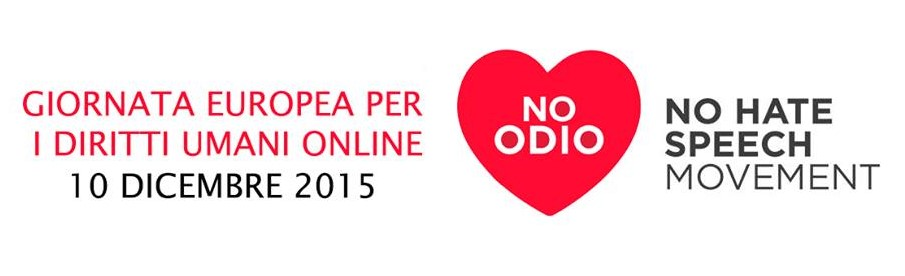 GIORNATA EUROPEA PER
I DIRITTI UMANI ONLINE
10 DICEMBRE 2015
NO
ODIO
NO HATE
SPEECH
MOVEMENT